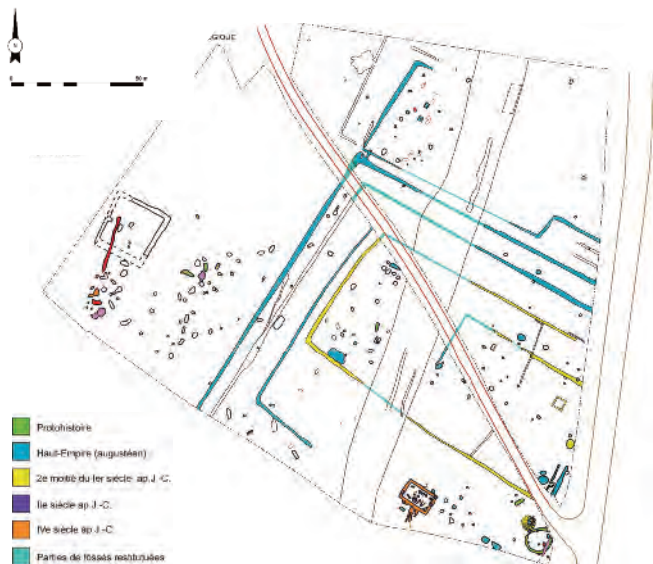 N
0 50 m
Protohistoire
Haut-Empire (augustéen)
2e moitié du Ier siècle ap.J.-C.
IIe siècle ap.J.-C.
IVe siècle ap.J.-C.
Parties de fossés restituées